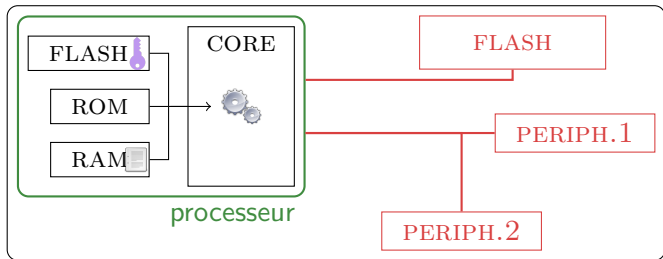 FLASH
CORE
FLASH
ROM
RAM
PERIPH.1
processeur
PERIPH.2